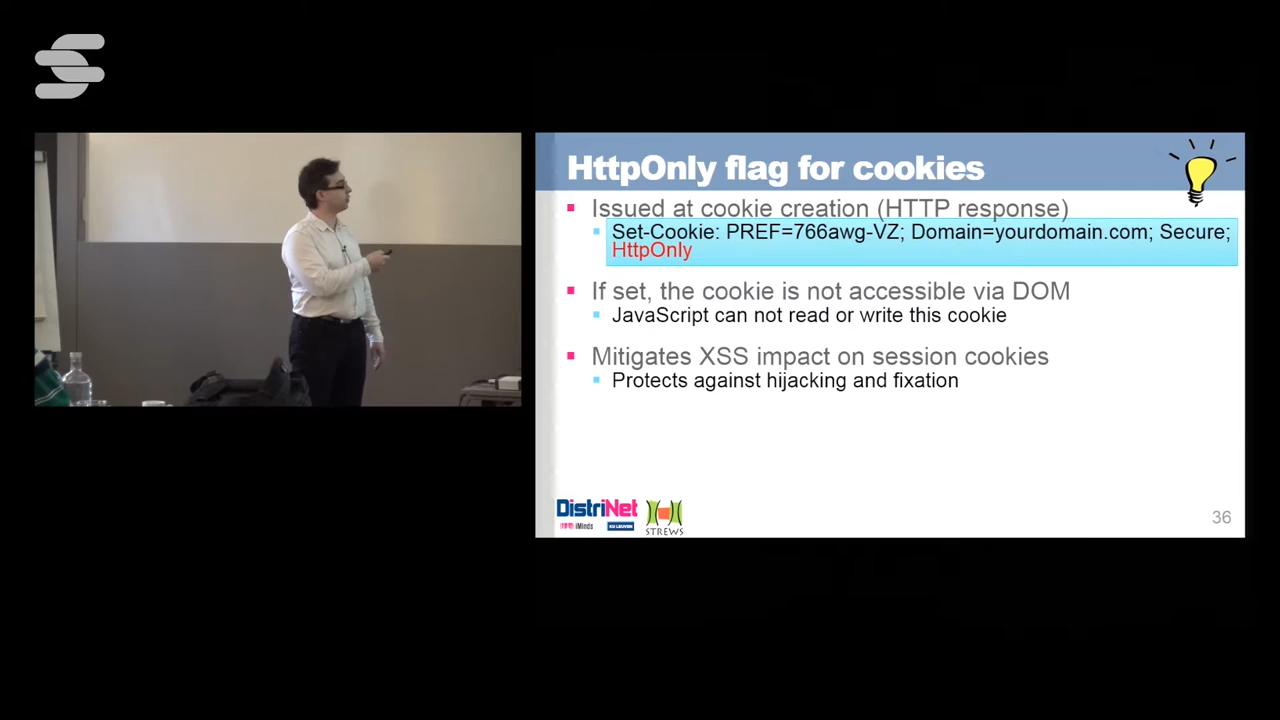 HttpOnly flag for cookies
Issued at cookie creation (HTTP response)
Set-Cookie: PREF=766awg-VZ; Domain=yourdomain.com; Secure;
HttpOnly
If set, the cookie is not accessible via DOM
JavaScript can not read or write this cookie
Mitigates XSS impact on session cookies
Protects against hijacking and fixation
DistriNet
iMinds KU LEUVEN
STREWS
36